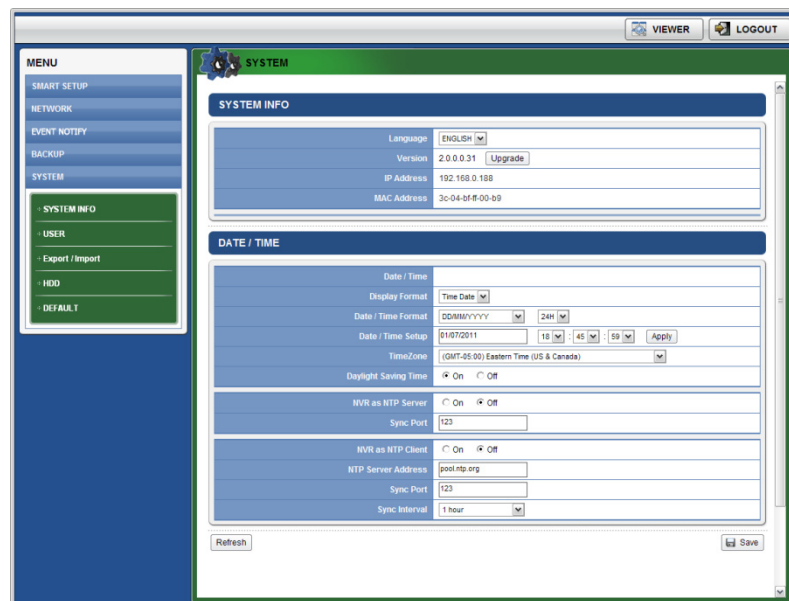 VIEWER LOGOUT
MENU
SMART SETUP
NETWORK
EVENT NOTIFY
BACKUP
SYSTEM
SYSTEM INFO
USER
Export / Import
HDD
DEFAULT
SYSTEM
SYSTEM INFO
Language ENGLISH
Version 2.0.0.0.31 Upgrade
IP Address 192.168.0.188
MAC Address 3c-04-bf-ff-00-b9
DATE / TIME
Date / Time
Display Format Time Date
Date / Time Format DD/MM/YYYY 24H
Date / Time Setup 01/07/2011 18 : 45 : 59 Apply
TimeZone (GMT-05:00) Eastern Time (US & Canada)
Daylight Saving Time On Off
NVR as NTP Server On Off
Sync Port 123
NVR as NTP Client On Off
NTP Server Address pool.ntp.org
Sync Port 123
Sync Interval 1 hour
Refresh Save